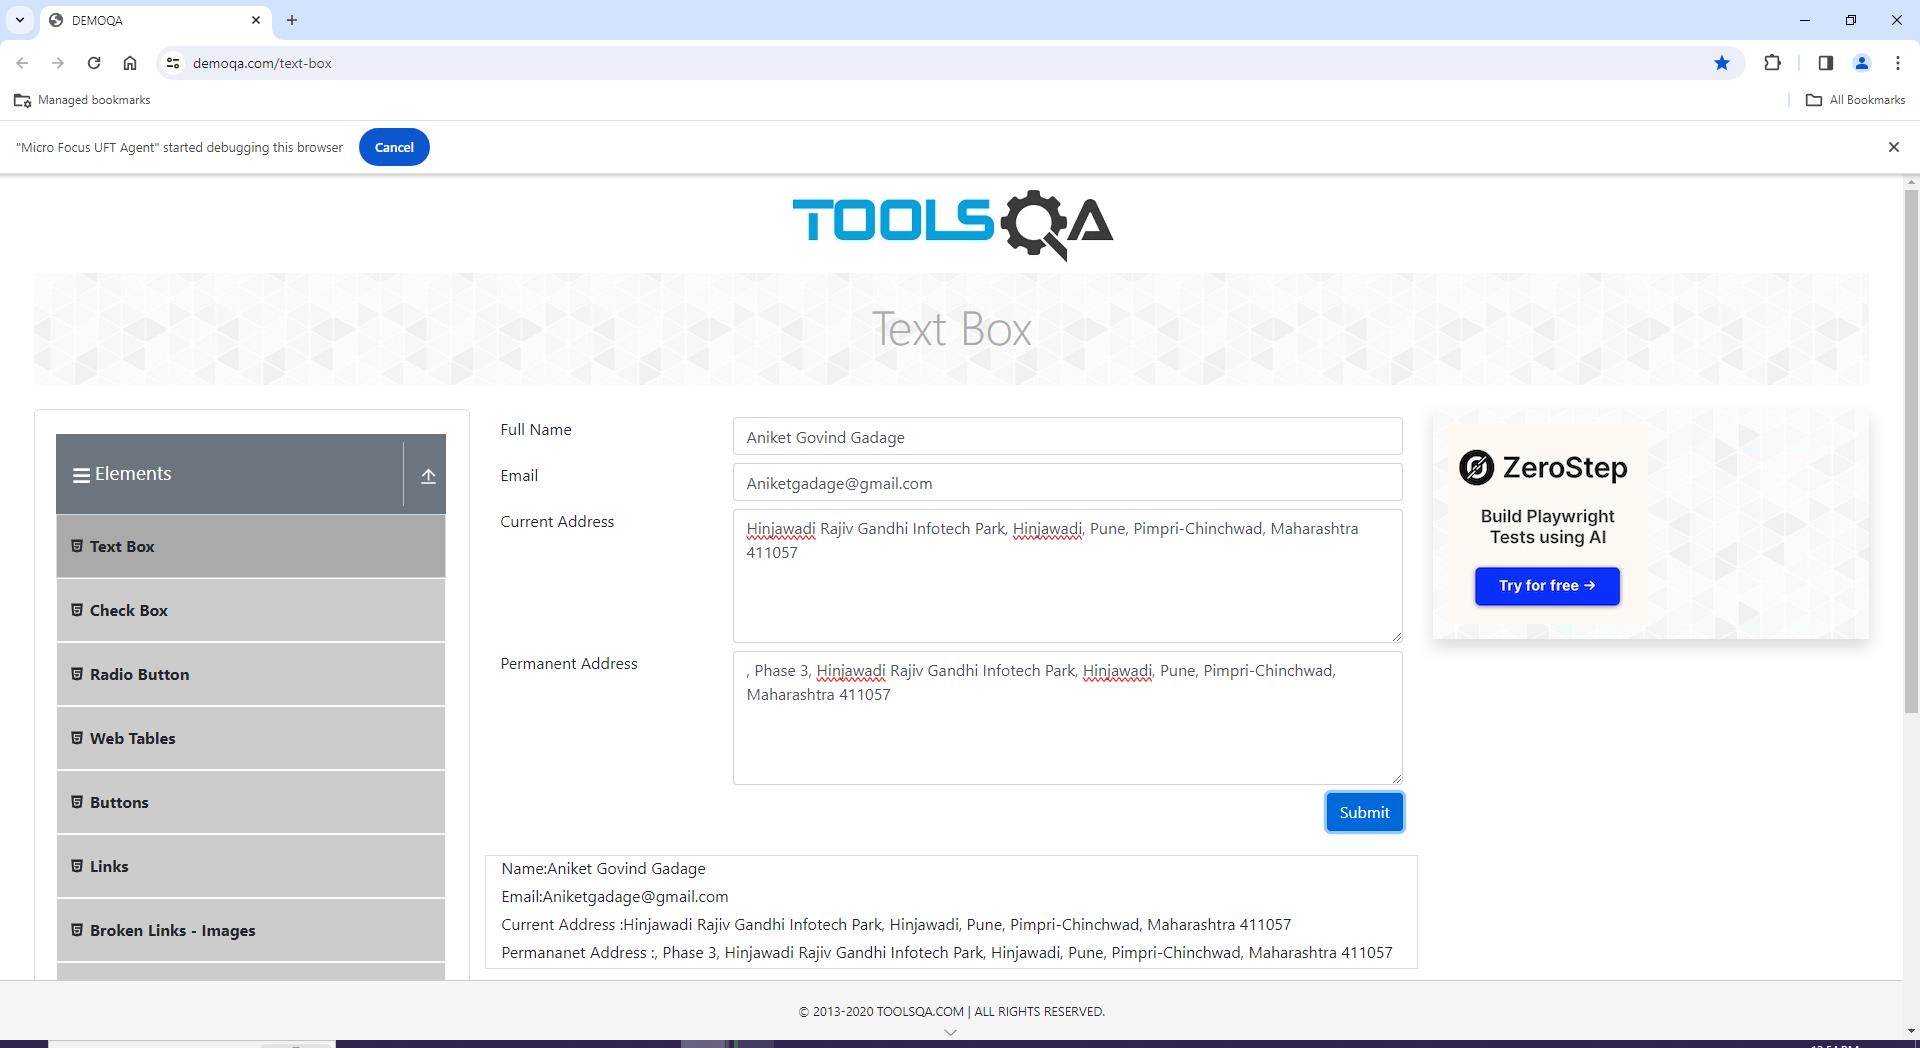 DEMOQA
demoqa.com/text-box
Managed bookmarks
All Bookmarks
"Micro Focus UFT Agent" started debugging this browser
Cancel
TOOLSQA
Text Box
Elements
Text Box
Check Box
Radio Button
Web Tables
Buttons
Links
Broken Links - Images
Full Name
Aniket Govind Gadage
Email
Aniketgadage@gmail.com
Current Address
Hinjawadi Rajiv Gandhi Infotech Park, Hinjawadi, Pune, Pimpri-Chinchwad, Maharashtra
411057
Permanent Address
, Phase 3, Hinjawadi Rajiv Gandhi Infotech Park, Hinjawadi, Pune, Pimpri-Chinchwad,
Maharashtra 411057
Submit
Name:Aniket Govind Gadage
Email:Aniketgadage@gmail.com
Current Address :Hinjawadi Rajiv Gandhi Infotech Park, Hinjawadi, Pune, Pimpri-Chinchwad, Maharashtra 411057
Permananet Address :, Phase 3, Hinjawadi Rajiv Gandhi Infotech Park, Hinjawadi, Pune, Pimpri-Chinchwad, Maharashtra 411057
ZeroStep
Build Playwright
Tests using AI
Try for free →
© 2013-2020 TOOLSQA.COM | ALL RIGHTS RESERVED.